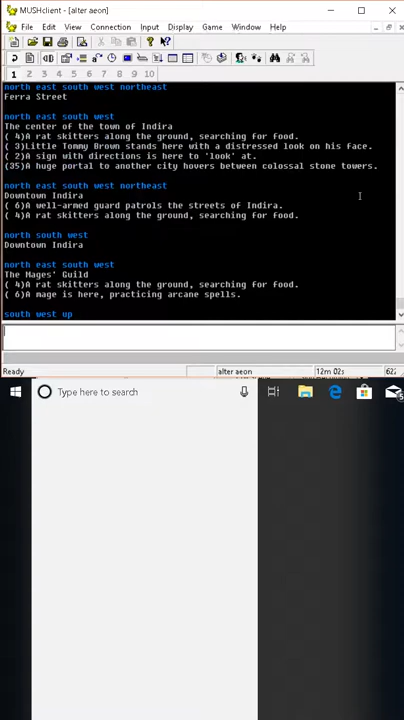 MUSHclient - [alter aeon]
File Edit View Connection Input Display Game Window Help
1 2 3 4 5 6 7 8 9 10
north east south west northeast
Ferra Street
north east south west
The center of the town of Indira
( 4)A rat skitters along the ground, searching for food.
( 3)Little Tommy Brown stands here with a distressed look on his face.
( 2)A sign with directions is here to 'look' at.
(35)A huge portal to another city hovers between colossal stone towers.
north east south west northeast
Downtown Indira
( 6)A well-armed guard patrols the streets of Indira.
( 4)A rat skitters along the ground, searching for food.
north south west
Downtown Indira
north east south west
The Mages' Guild
( 4)A rat skitters along the ground, searching for food.
( 6)A mage is here, practicing arcane spells.
south west up
Ready alter aeon 12m 02s 62
Type here to search